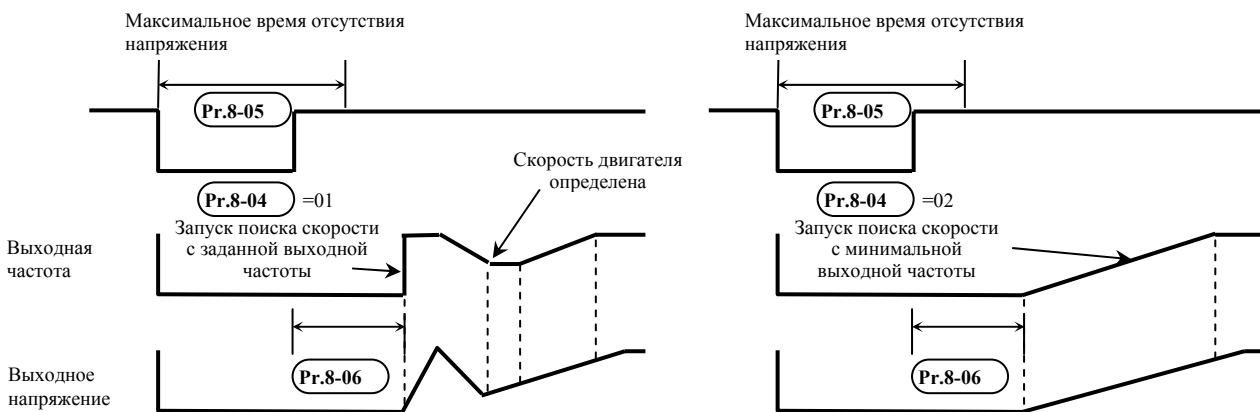 Максимальное время отсутствия
напряжения
Pr.8-05
Скорость двигателя
определена
Pr.8-04 =01
Запуск поиска скорости
с заданной выходной
частоты
Выходная
частота
Pr.8-06
Выходное
напряжение
Максимальное время отсутствия
напряжения
Pr.8-05
Pr.8-04 =02
Запуск поиска скорости
с минимальной
выходной частоты
Pr.8-06